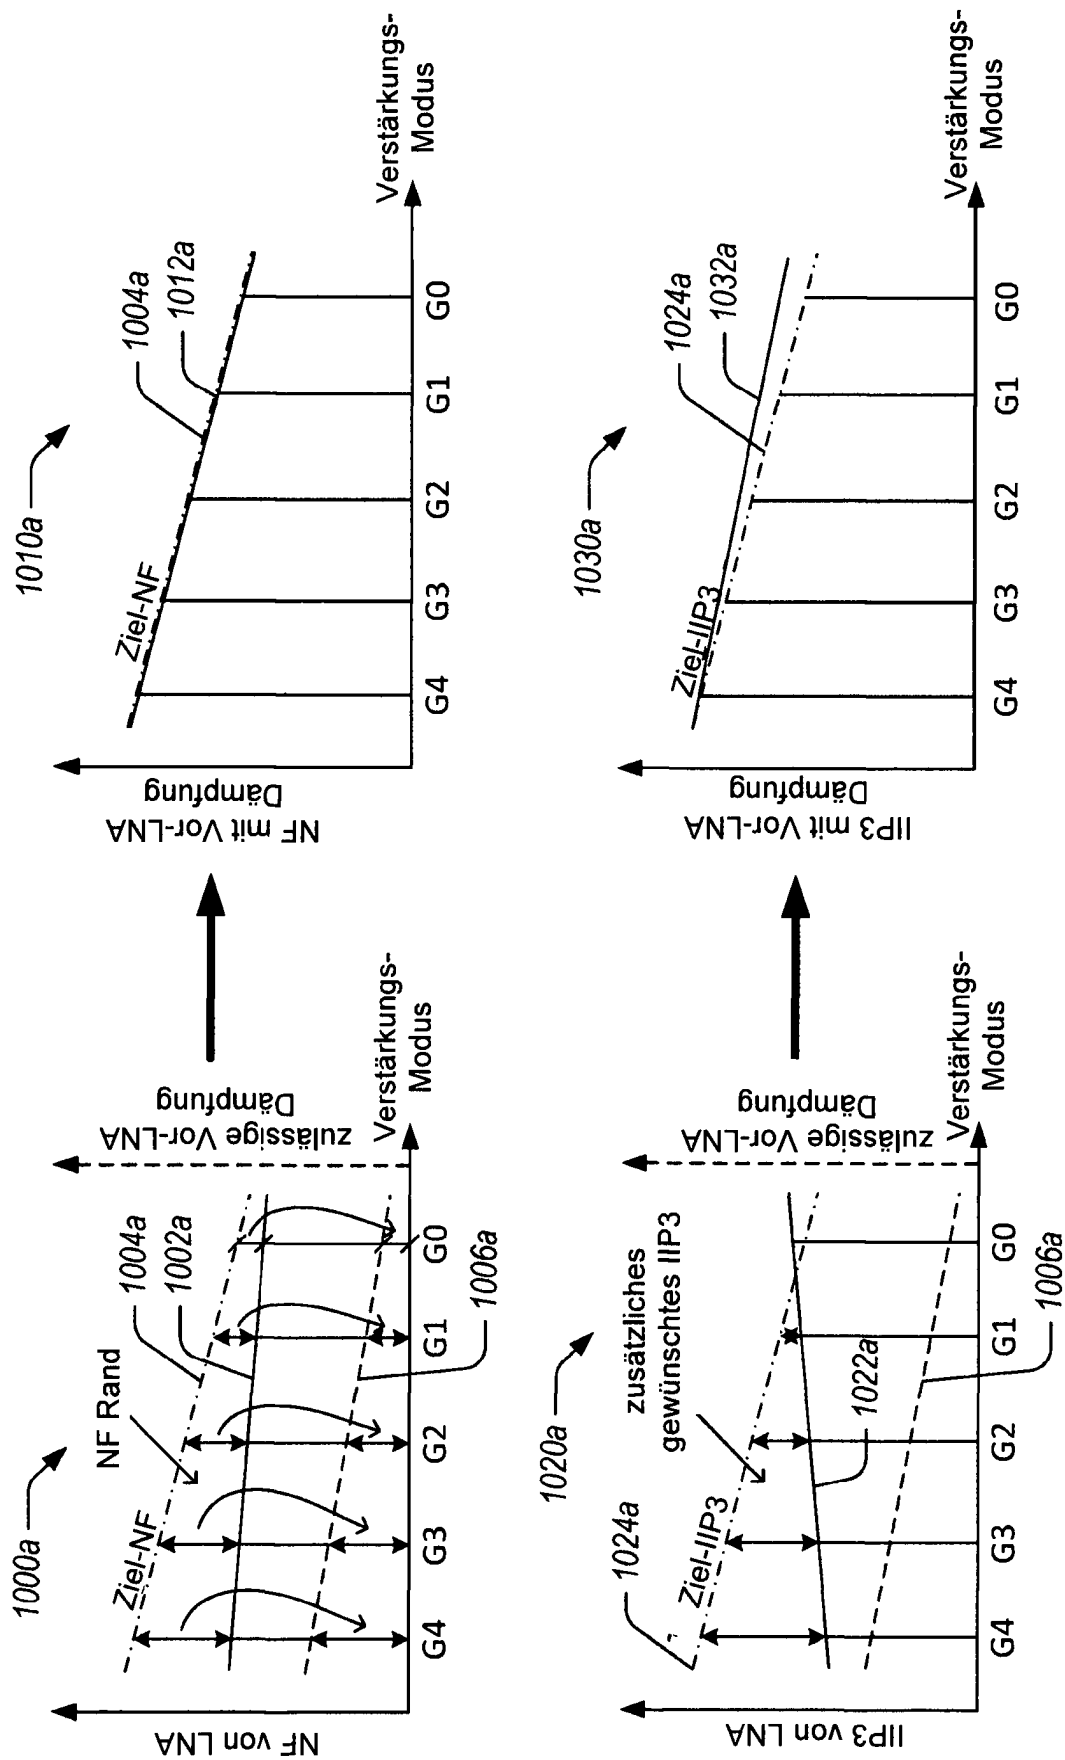 1000a
NF von LNA
Ziel-NF
NF Rand
1004a
1002a
1006a
G4
G3
G2
G1
G0
zulässige Vor-LNA
Dämpfung
Verstärkungs-
Modus
1010a
NF mit Vor-LNA
Dämpfung
Ziel-NF
1004a
1012a
G4
G3
G2
G1
G0
Verstärkungs-
Modus
1020a
IIP3 von LNA
1024a
Ziel-IIP3
zusätzliches
gewünschtes IIP3
1022a
1006a
G4
G3
G2
G1
G0
zulässige Vor-LNA
Dämpfung
Verstärkungs-
Modus
1030a
IIP3 mit Vor-LNA
Dämpfung
Ziel-IIP3
1024a
1032a
G4
G3
G2
G1
G0
Verstärkungs-
Modus